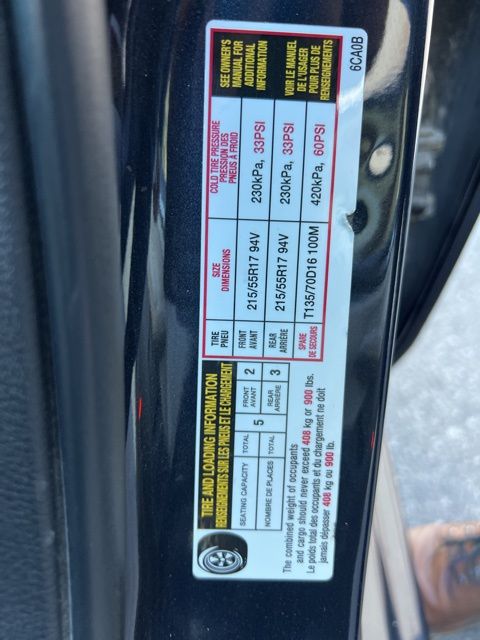 TIRE AND LOADING INFORMATION
RENSEIGNEMENTS SUR LES PNEUS ET LE CHARGEMENT
SEATING CAPACITY TOTAL 5 FRONT AVANT 2
NOMBRE DE PLACES TOTAL REAR ARRIÈRE 3
The combined weight of occupants
and cargo should never exceed 408 kg or 900 lbs.
Le poids total des occupants et du chargement ne doit
jamais dépasser 408 kg ou 900 lb.
TIRE PNEU SIZE DIMENSIONS COLD TIRE PRESSURE PRESSION DES PNEUS À FROID
FRONT AVANT 215/55R17 94V 230kPa, 33PSI
REAR ARRIÈRE 215/55R17 94V 230kPa, 33PSI
SPARE DE SECOURS T135/70D16 100M 420kPa, 60PSI
SEE OWNER'S
MANUAL FOR
ADDITIONAL
INFORMATION
VOIR LE MANUEL
DE L'USAGER
POUR PLUS DE
RENSEIGNEMENTS
6CA0B